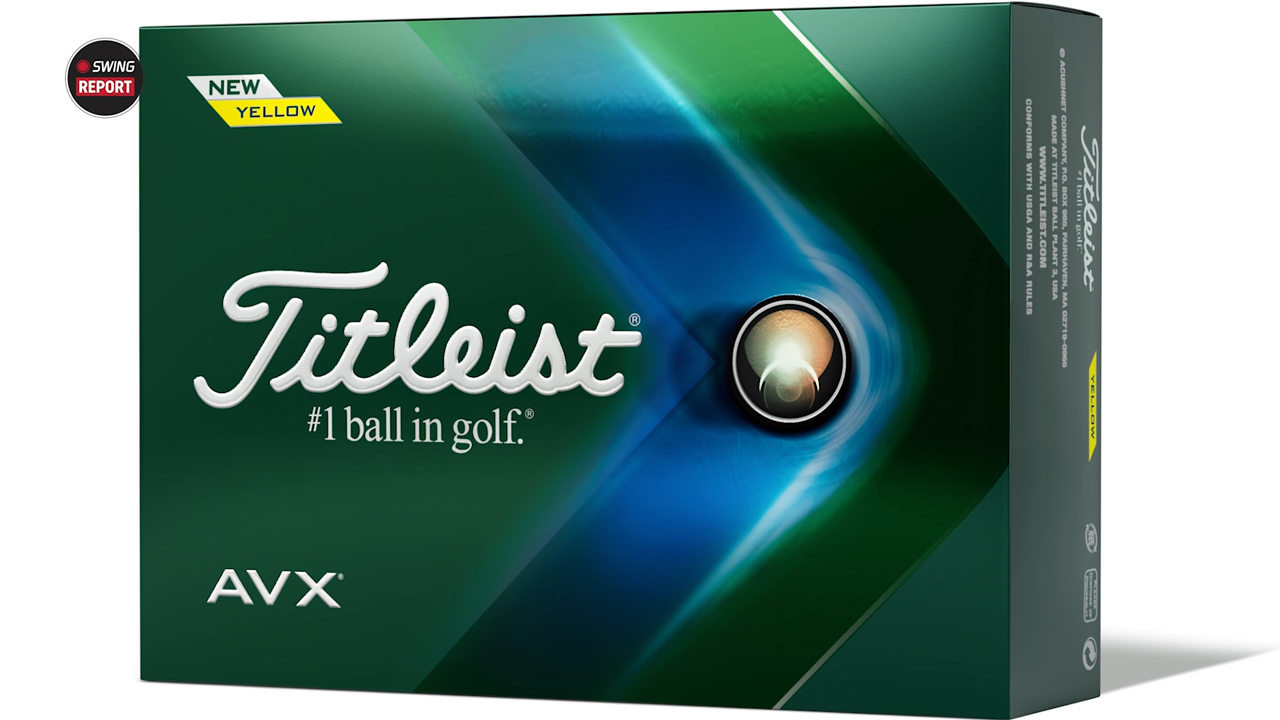 SWING
REPORT
NEW
YELLOW
Titleist®
#1 ball in golf.®
AVX®
Titleist
#1 ball in golf.
© ACUSHNET COMPANY, P.O. BOX 965, FAIRHAVEN, MA 02719-0965
MADE AT TITLEIST BALL PLANT 3, USA
WWW.TITLEIST.COM
CONFORMS WITH USGA AND R&A RULES
YELLOW